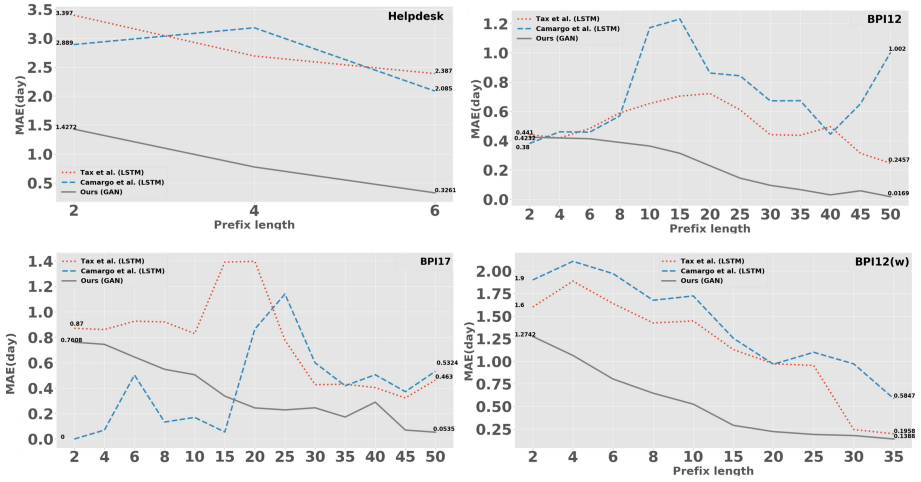 Helpdesk
MAE(day)
3.5
3.0
2.5
2.0
1.5
1.0
0.5
3.397
2.889
1.4272
2.387
2.085
0.3261
Tax et al. (LSTM)
Camargo et al. (LSTM)
Ours (GAN)
2 4 6
Prefix length
BPI12
MAE(day)
1.2
1.0
0.8
0.6
0.4
0.2
0.0
0.441
0.4232
0.38
1.002
0.2457
0.0169
Tax et al. (LSTM)
Camargo et al. (LSTM)
Ours (GAN)
2 4 6 8 10 15 20 25 30 35 40 45 50
Prefix length
BPI17
MAE(day)
1.4
1.2
1.0
0.8
0.6
0.4
0.2
0.0
0.87
0.7608
0
0.5324
0.463
0.0535
Tax et al. (LSTM)
Camargo et al. (LSTM)
Ours (GAN)
2 4 6 8 10 15 20 25 30 35 40 45 50
Prefix length
BPI12(w)
MAE(day)
2.00
1.75
1.50
1.25
1.00
0.75
0.50
0.25
1.9
1.6
1.2742
0.5847
0.1958
0.1388
Tax et al. (LSTM)
Camargo et al. (LSTM)
Ours (GAN)
2 4 6 8 10 15 20 25 30 35
Prefix length